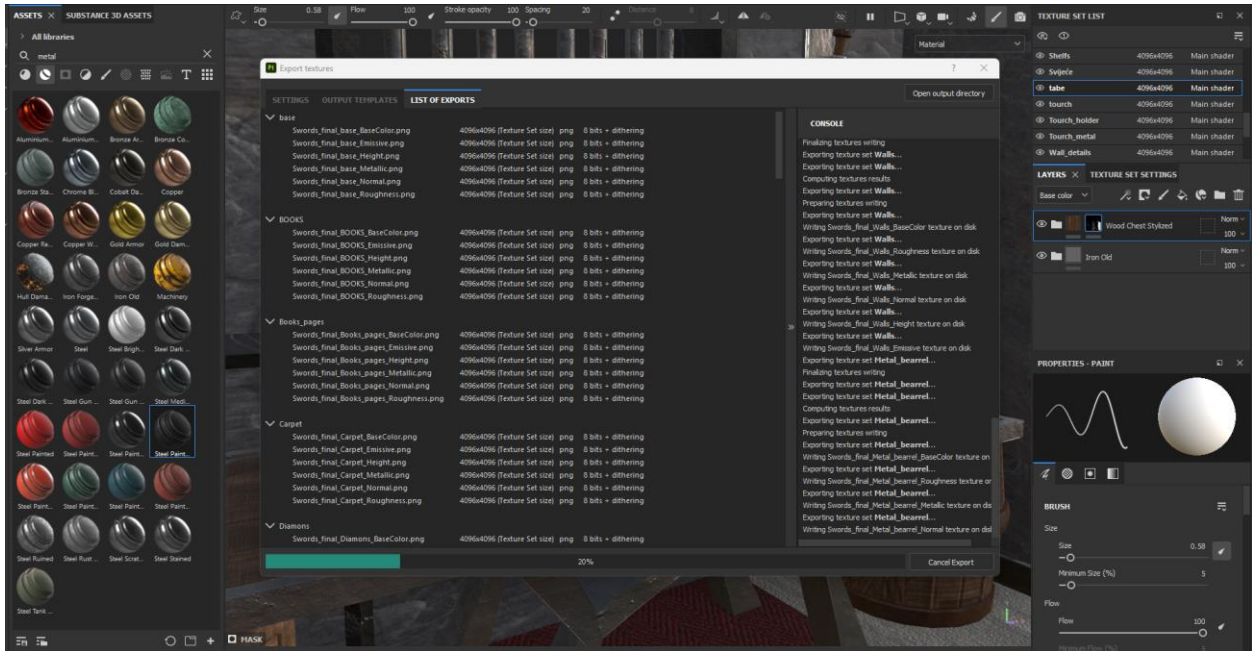 ASSETS × SUBSTANCE 3D ASSETS
All libraries
metal
Aluminium... Aluminium... Bronze Ar... Bronze Co...
Bronze Sta... Chrome Bl... Cobalt Da... Copper
Copper Re... Copper W... Gold Armor Gold Dam...
Hull Dama... Iron Forge... Iron Old Machinery
Silver Armor Steel Steel Brigh... Steel Dark ...
Steel Dark ... Steel Gun ... Steel Gun ... Steel Medi...
Steel Painted Steel Paint... Steel Paint... Steel Paint...
Steel Paint... Steel Paint... Steel Paint... Steel Paint...
Steel Ruined Steel Rust ... Steel Scrat... Steel Stained
Steel Tank ...
Size 0.58 Flow 100 Stroke opacity 100 Spacing 20 Distance 8
Material
Pt Export textures ? ×
SETTINGS OUTPUT TEMPLATES LIST OF EXPORTS
Open output directory
base
Swords_final_base_BaseColor.png 4096x4096 (Texture Set size) png 8 bits + dithering
Swords_final_base_Emissive.png 4096x4096 (Texture Set size) png 8 bits + dithering
Swords_final_base_Height.png 4096x4096 (Texture Set size) png 8 bits + dithering
Swords_final_base_Metallic.png 4096x4096 (Texture Set size) png 8 bits + dithering
Swords_final_base_Normal.png 4096x4096 (Texture Set size) png 8 bits + dithering
Swords_final_base_Roughness.png 4096x4096 (Texture Set size) png 8 bits + dithering
BOOKS
Swords_final_BOOKS_BaseColor.png 4096x4096 (Texture Set size) png 8 bits + dithering
Swords_final_BOOKS_Emissive.png 4096x4096 (Texture Set size) png 8 bits + dithering
Swords_final_BOOKS_Height.png 4096x4096 (Texture Set size) png 8 bits + dithering
Swords_final_BOOKS_Metallic.png 4096x4096 (Texture Set size) png 8 bits + dithering
Swords_final_BOOKS_Normal.png 4096x4096 (Texture Set size) png 8 bits + dithering
Swords_final_BOOKS_Roughness.png 4096x4096 (Texture Set size) png 8 bits + dithering
Books_pages
Swords_final_Books_pages_BaseColor.png 4096x4096 (Texture Set size) png 8 bits + dithering
Swords_final_Books_pages_Emissive.png 4096x4096 (Texture Set size) png 8 bits + dithering
Swords_final_Books_pages_Height.png 4096x4096 (Texture Set size) png 8 bits + dithering
Swords_final_Books_pages_Metallic.png 4096x4096 (Texture Set size) png 8 bits + dithering
Swords_final_Books_pages_Normal.png 4096x4096 (Texture Set size) png 8 bits + dithering
Swords_final_Books_pages_Roughness.png 4096x4096 (Texture Set size) png 8 bits + dithering
Carpet
Swords_final_Carpet_BaseColor.png 4096x4096 (Texture Set size) png 8 bits + dithering
Swords_final_Carpet_Emissive.png 4096x4096 (Texture Set size) png 8 bits + dithering
Swords_final_Carpet_Height.png 4096x4096 (Texture Set size) png 8 bits + dithering
Swords_final_Carpet_Metallic.png 4096x4096 (Texture Set size) png 8 bits + dithering
Swords_final_Carpet_Normal.png 4096x4096 (Texture Set size) png 8 bits + dithering
Swords_final_Carpet_Roughness.png 4096x4096 (Texture Set size) png 8 bits + dithering
Diamons
Swords_final_Diamons_BaseColor.png 4096x4096 (Texture Set size) png 8 bits + dithering
CONSOLE
Finalizing textures writing
Exporting texture set Walls...
Exporting texture set Walls...
Computing textures results
Exporting texture set Walls...
Preparing textures writing
Exporting texture set Walls...
Writing Swords_final_Walls_BaseColor texture on disk
Exporting texture set Walls...
Writing Swords_final_Walls_Roughness texture on disk
Exporting texture set Walls...
Writing Swords_final_Walls_Metallic texture on disk
Exporting texture set Walls...
Writing Swords_final_Walls_Normal texture on disk
Exporting texture set Walls...
Writing Swords_final_Walls_Height texture on disk
Exporting texture set Walls...
Writing Swords_final_Walls_Emissive texture on disk
Exporting texture set Metal_bearrel...
Finalizing textures writing
Exporting texture set Metal_bearrel...
Exporting texture set Metal_bearrel...
Computing textures results
Exporting texture set Metal_bearrel...
Preparing textures writing
Exporting texture set Metal_bearrel...
Writing Swords_final_Metal_bearrel_BaseColor texture on
Exporting texture set Metal_bearrel...
Writing Swords_final_Metal_bearrel_Roughness texture or
Exporting texture set Metal_bearrel...
Writing Swords_final_Metal_bearrel_Metallic texture on dis
Exporting texture set Metal_bearrel...
Writing Swords_final_Metal_bearrel_Normal texture on disl
20%
Cancel Export
MASK
TEXTURE SET LIST
Shelfs 4096x4096 Main shader
Svijeće 4096x4096 Main shader
tabe 4096x4096 Main shader
tourch 4096x4096 Main shader
Tourch_holder 4096x4096 Main shader
Tourch_metal 4096x4096 Main shader
Wall_details 4096x4096 Main shader
LAYERS × TEXTURE SET SETTINGS
Base color
Wood Chest Stylized Norm 100
Iron Old Norm 100
PROPERTIES - PAINT
BRUSH
Size
Size 0.58
Minimum Size (%) 5
Flow
Flow 100
Minimum Flow (%) 5